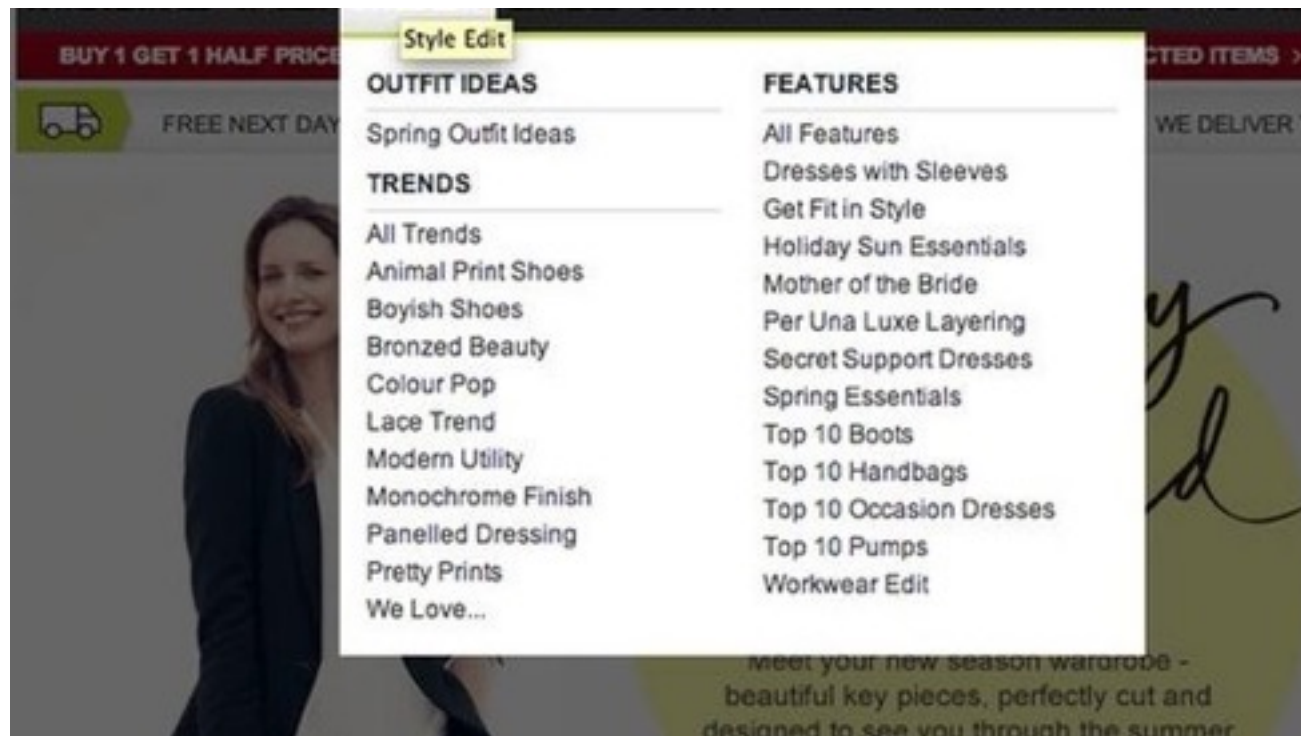 Style Edit
BUY 1 GET 1 HALF PRICE
CTED ITEMS >
FREE NEXT DAY
WE DELIVER
OUTFIT IDEAS
Spring Outfit Ideas
TRENDS
All Trends
Animal Print Shoes
Boyish Shoes
Bronzed Beauty
Colour Pop
Lace Trend
Modern Utility
Monochrome Finish
Panelled Dressing
Pretty Prints
We Love...
FEATURES
All Features
Dresses with Sleeves
Get Fit in Style
Holiday Sun Essentials
Mother of the Bride
Per Una Luxe Layering
Secret Support Dresses
Spring Essentials
Top 10 Boots
Top 10 Handbags
Top 10 Occasion Dresses
Top 10 Pumps
Workwear Edit
y
d
Meet your new season wardrobe -
beautiful key pieces, perfectly cut and
designed to see you through the summer